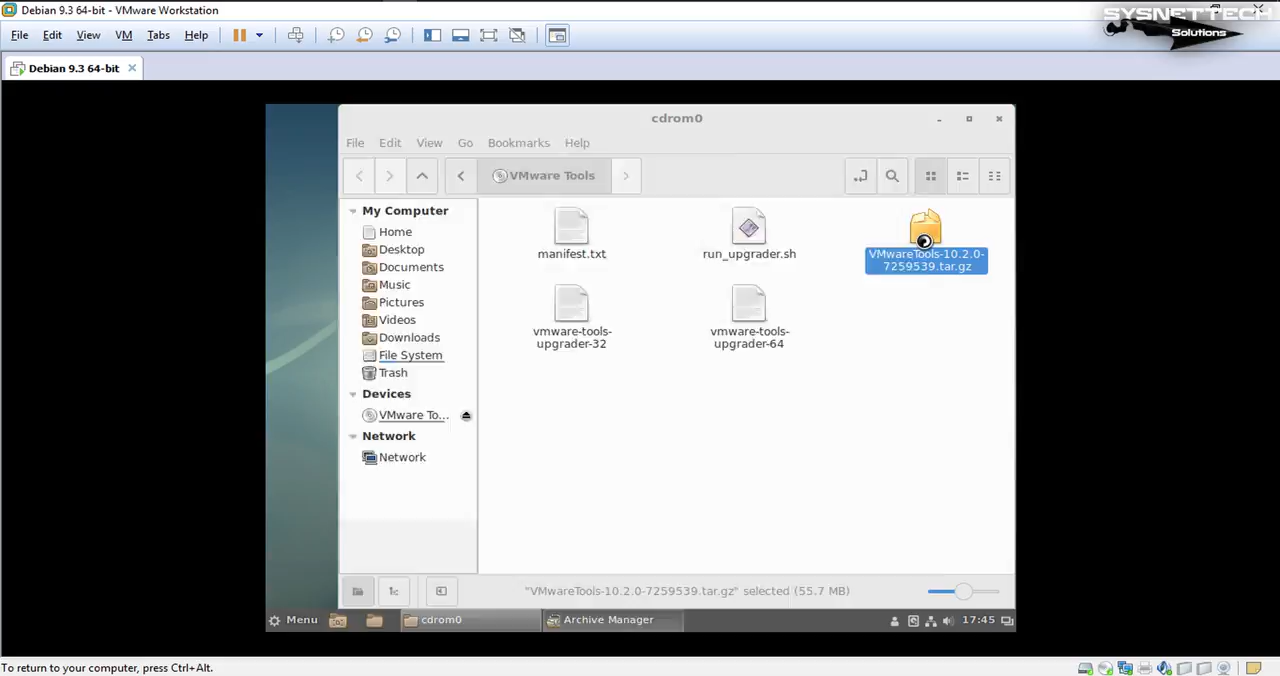 Debian 9.3 64-bit - VMware Workstation
SYSNETTECH
Solutions
File Edit View VM Tabs Help
Debian 9.3 64-bit
cdrom0
File Edit View Go Bookmarks Help
VMware Tools
My Computer
Home
Desktop
Documents
Music
Pictures
Videos
Downloads
File System
Trash
Devices
VMware To...
Network
Network
manifest.txt
run_upgrader.sh
VMwareTools-10.2.0-
7259539.tar.gz
vmware-tools-
upgrader-32
vmware-tools-
upgrader-64
"VMwareTools-10.2.0-7259539.tar.gz" selected (55.7 MB)
Menu
cdrom0
Archive Manager
17:45
To return to your computer, press Ctrl+Alt.